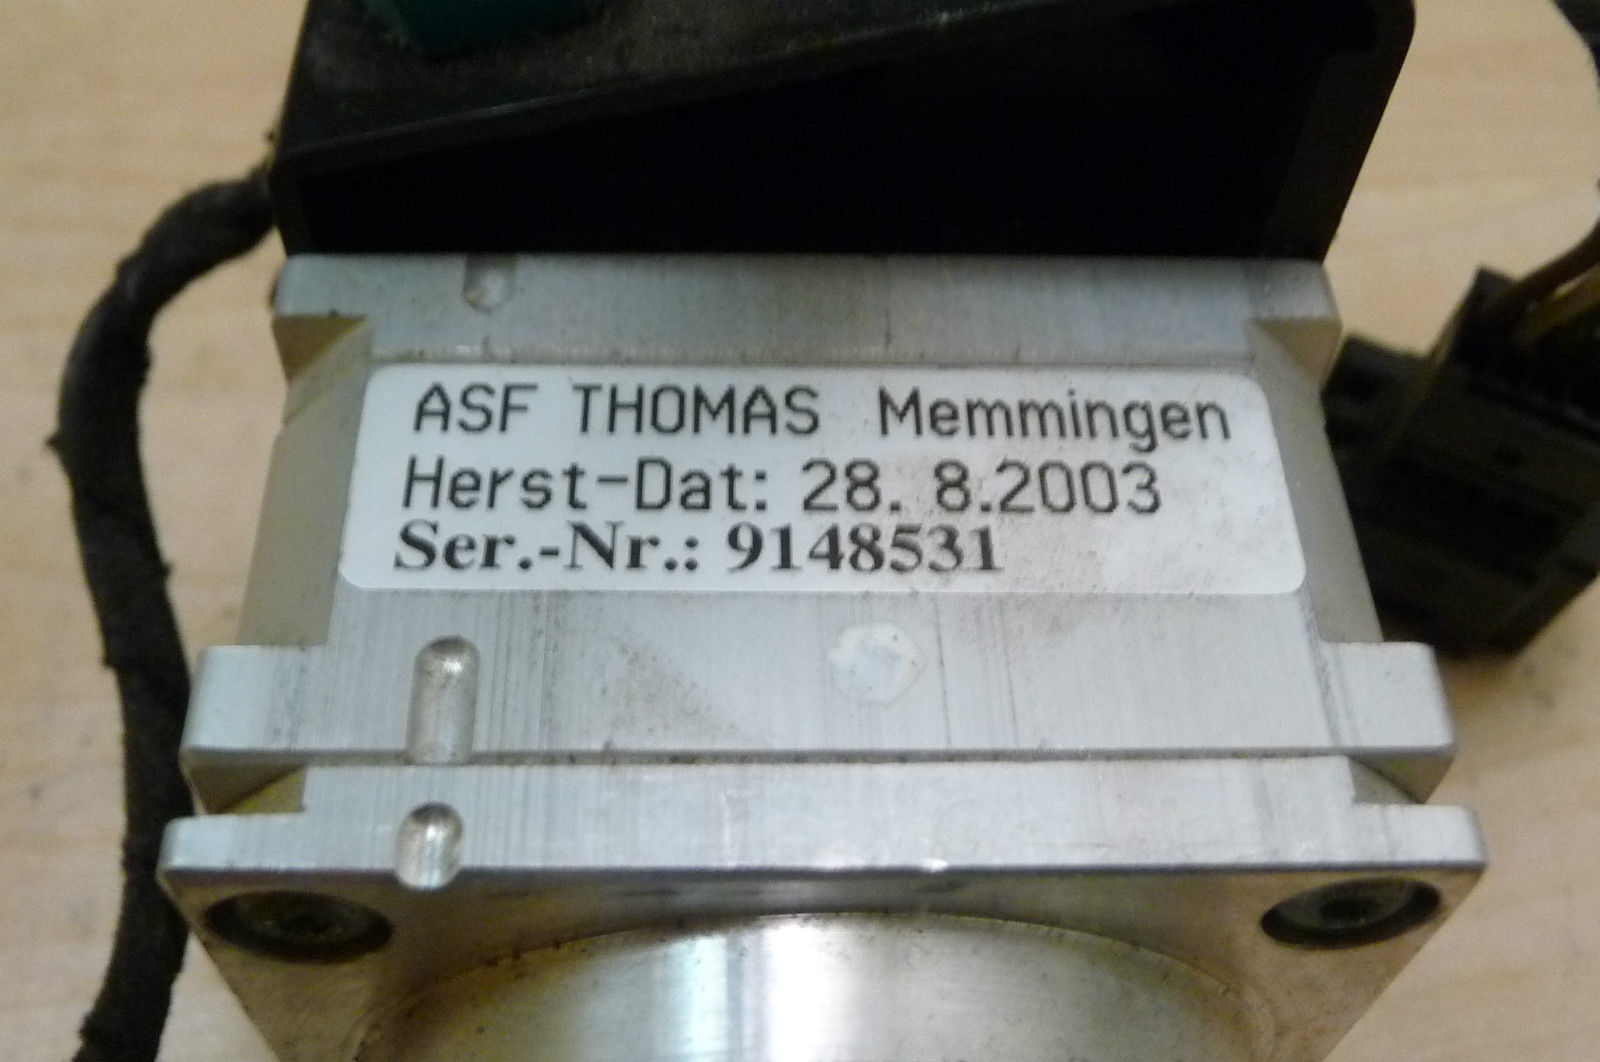 ASF THOMAS Memmingen
Herst-Dat: 28. 8.2003
Ser.-Nr.: 9148531